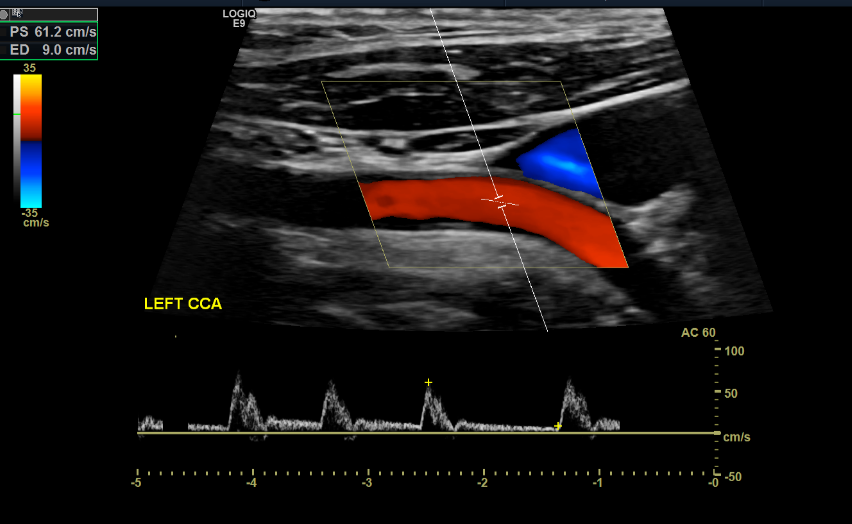 LOGIQ
E9
PS 61.2 cm/s
ED 9.0 cm/s
35
-35
cm/s
LEFT CCA
AC 60
100
50
cm/s
-50
-5 -4 -3 -2 -1 -0